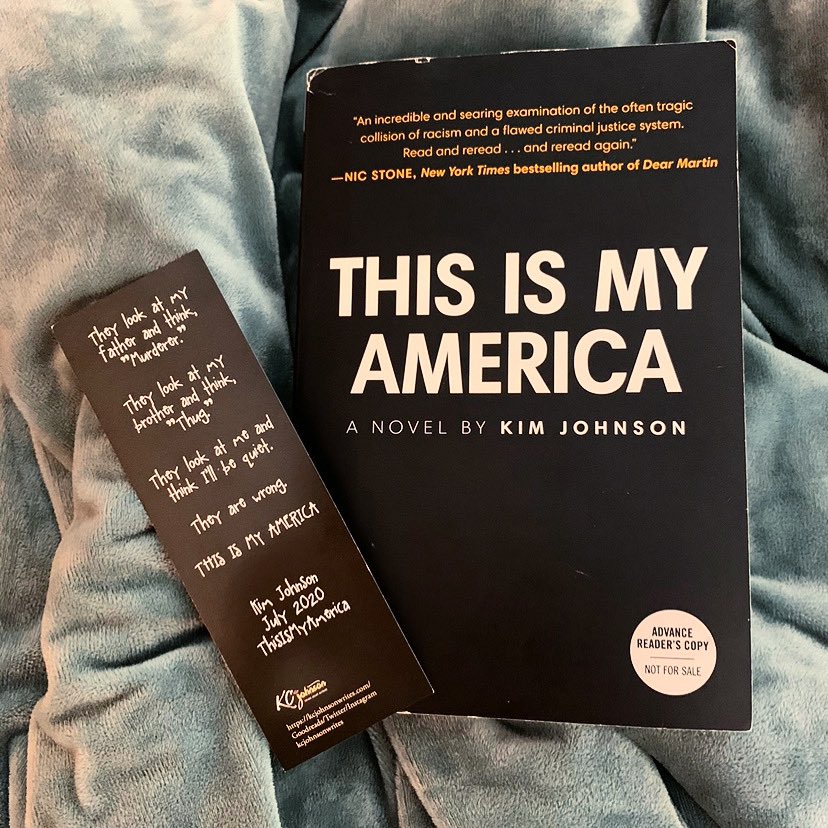 "An incredible and searing examination of the often tragic
collision of racism and a flawed criminal justice system.
Read and reread . . . and reread again."
—NIC STONE, New York Times bestselling author of Dear Martin
THIS IS MY
AMERICA
A NOVEL BY KIM JOHNSON
ADVANCE
READER'S COPY
NOT FOR SALE
They look at my
father and think,
"Murderer."
They look at my
brother and think,
"Thug."
They look at me and
think I'll be quiet.
They are wrong.
THIS IS MY AMERICA
Kim Johnson
July 2020
ThisIsMyAmerica
KC johnson
https://kcjohnsonwrites.com/
Goodreads/Twitter/Instagram
kcjohnsonwrites